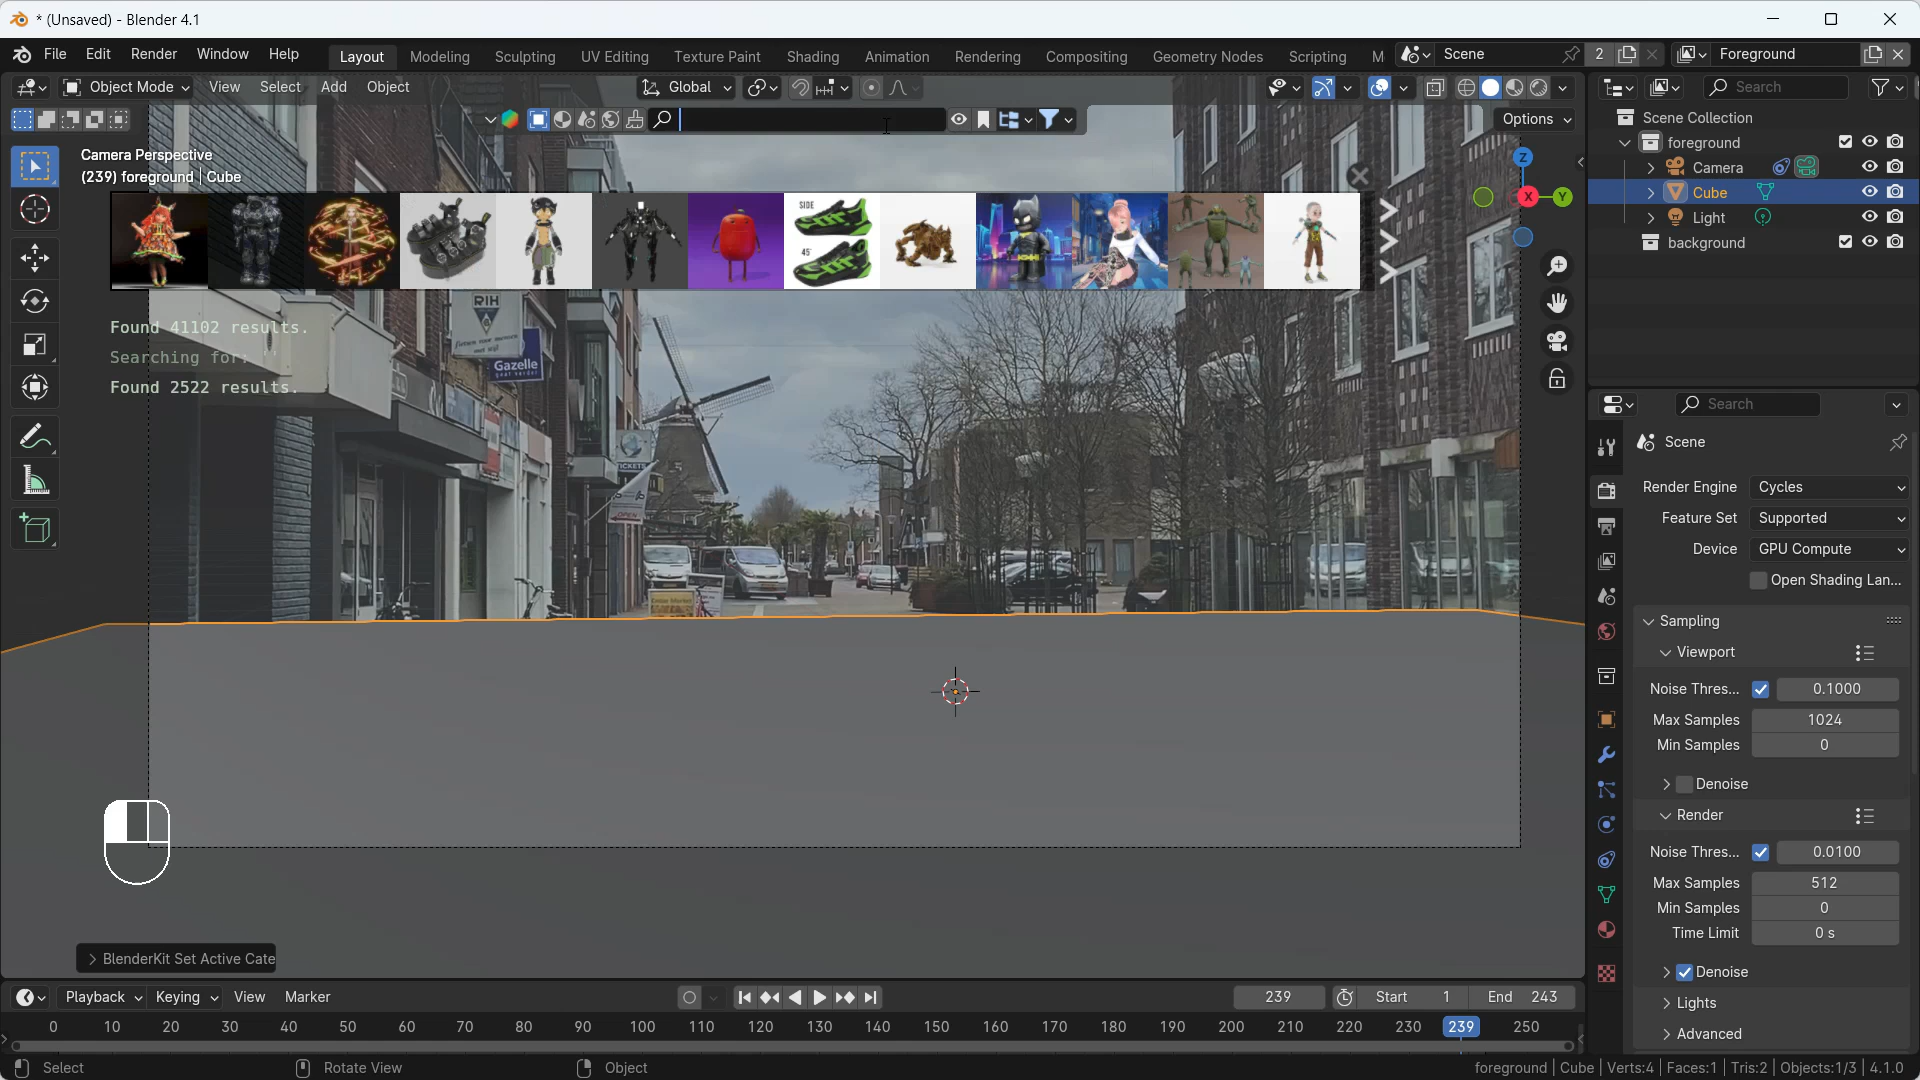 * (Unsaved) - Blender 4.1
File Edit Render Window Help Layout Modeling Sculpting UV Editing Texture Paint Shading Animation Rendering Compositing Geometry Nodes Scripting M Scene 2 Foreground
Object Mode View Select Add Object Global Search
Options
Scene Collection
foreground
Camera
Cube
Light
background
Camera Perspective
(239) foreground | Cube
Z
X
Y
SIDE
45°
RIH
Gazelle
TICKETS
OPEN
Found 41102 results.
Searching for: ''
Found 2522 results.
Search
Scene
Render Engine Cycles
Feature Set Supported
Device GPU Compute
Open Shading Lan...
Sampling
Viewport
Noise Thres... 0.1000
Max Samples 1024
Min Samples 0
Denoise
Render
Noise Thres... 0.0100
Max Samples 512
Min Samples 0
Time Limit 0 s
Denoise
Lights
Advanced
BlenderKit Set Active Cate
Playback Keying View Marker 239 Start 1 End 243
0 10 20 30 40 50 60 70 80 90 100 110 120 130 140 150 160 170 180 190 200 210 220 230 239 250
Select Rotate View Object foreground | Cube | Verts:4 | Faces:1 | Tris:2 | Objects:1/3 | 4.1.0